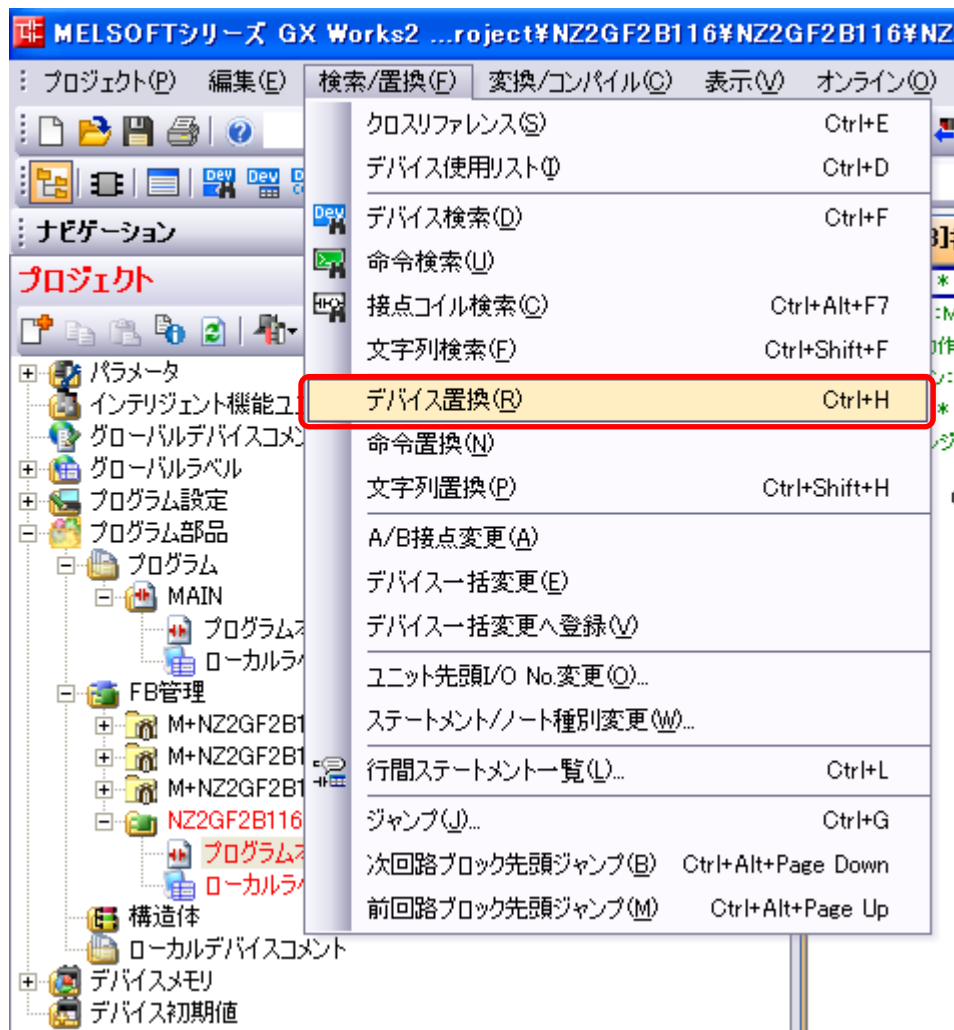 MELSOFTシリーズ GX Works2 ...roject¥NZ2GF2B116¥NZ2GF2B116¥NZ
プロジェクト(P) 編集(E) 検索/置換(F) 変換/コンパイル(C) 表示(V) オンライン(O)
クロスリファレンス(S) Ctrl+E
デバイス使用リスト(I) Ctrl+D
デバイス検索(D) Ctrl+F
命令検索(U)
接点コイル検索(C) Ctrl+Alt+F7
文字列検索(F) Ctrl+Shift+F
デバイス置換(R) Ctrl+H
命令置換(N)
文字列置換(P) Ctrl+Shift+H
A/B接点変更(A)
デバイス一括変更(E)
デバイス一括変更へ登録(V)
ユニット先頭I/O No.変更(O)...
ステートメント/ノート種別変更(W)...
行間ステートメント一覧(L)... Ctrl+L
ジャンプ(J)... Ctrl+G
次回路ブロック先頭ジャンプ(B) Ctrl+Alt+Page Down
前回路ブロック先頭ジャンプ(M) Ctrl+Alt+Page Up
ナビゲーション
プロジェクト
パラメータ
インテリジェント機能ユ
グローバルデバイスコメン
グローバルラベル
プログラム設定
プログラム部品
プログラム
MAIN
プログラム
ローカルラ
FB管理
M+NZ2GF2B1
M+NZ2GF2B1
M+NZ2GF2B1
NZ2GF2B116
プログラム
ローカルラ
構造体
ローカルデバイスコメント
デバイスメモリ
デバイス初期値